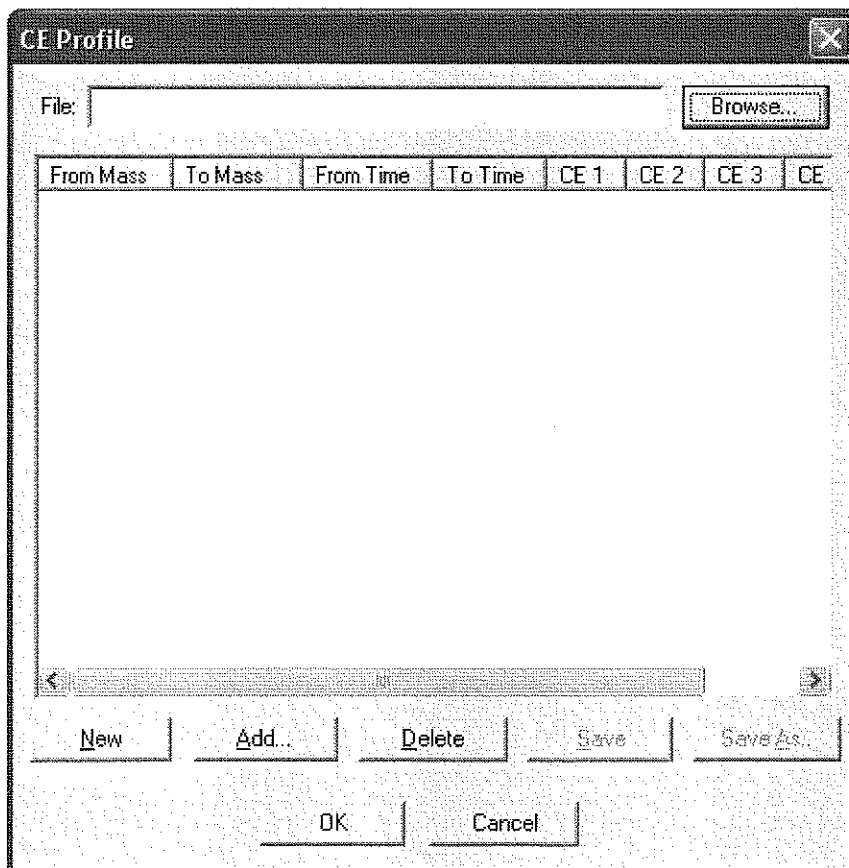 CE Profile
File: Browse...
From Mass To Mass From Time To Time CE 1 CE 2 CE 3 CE
New Add... Delete Save Save As...
OK Cancel